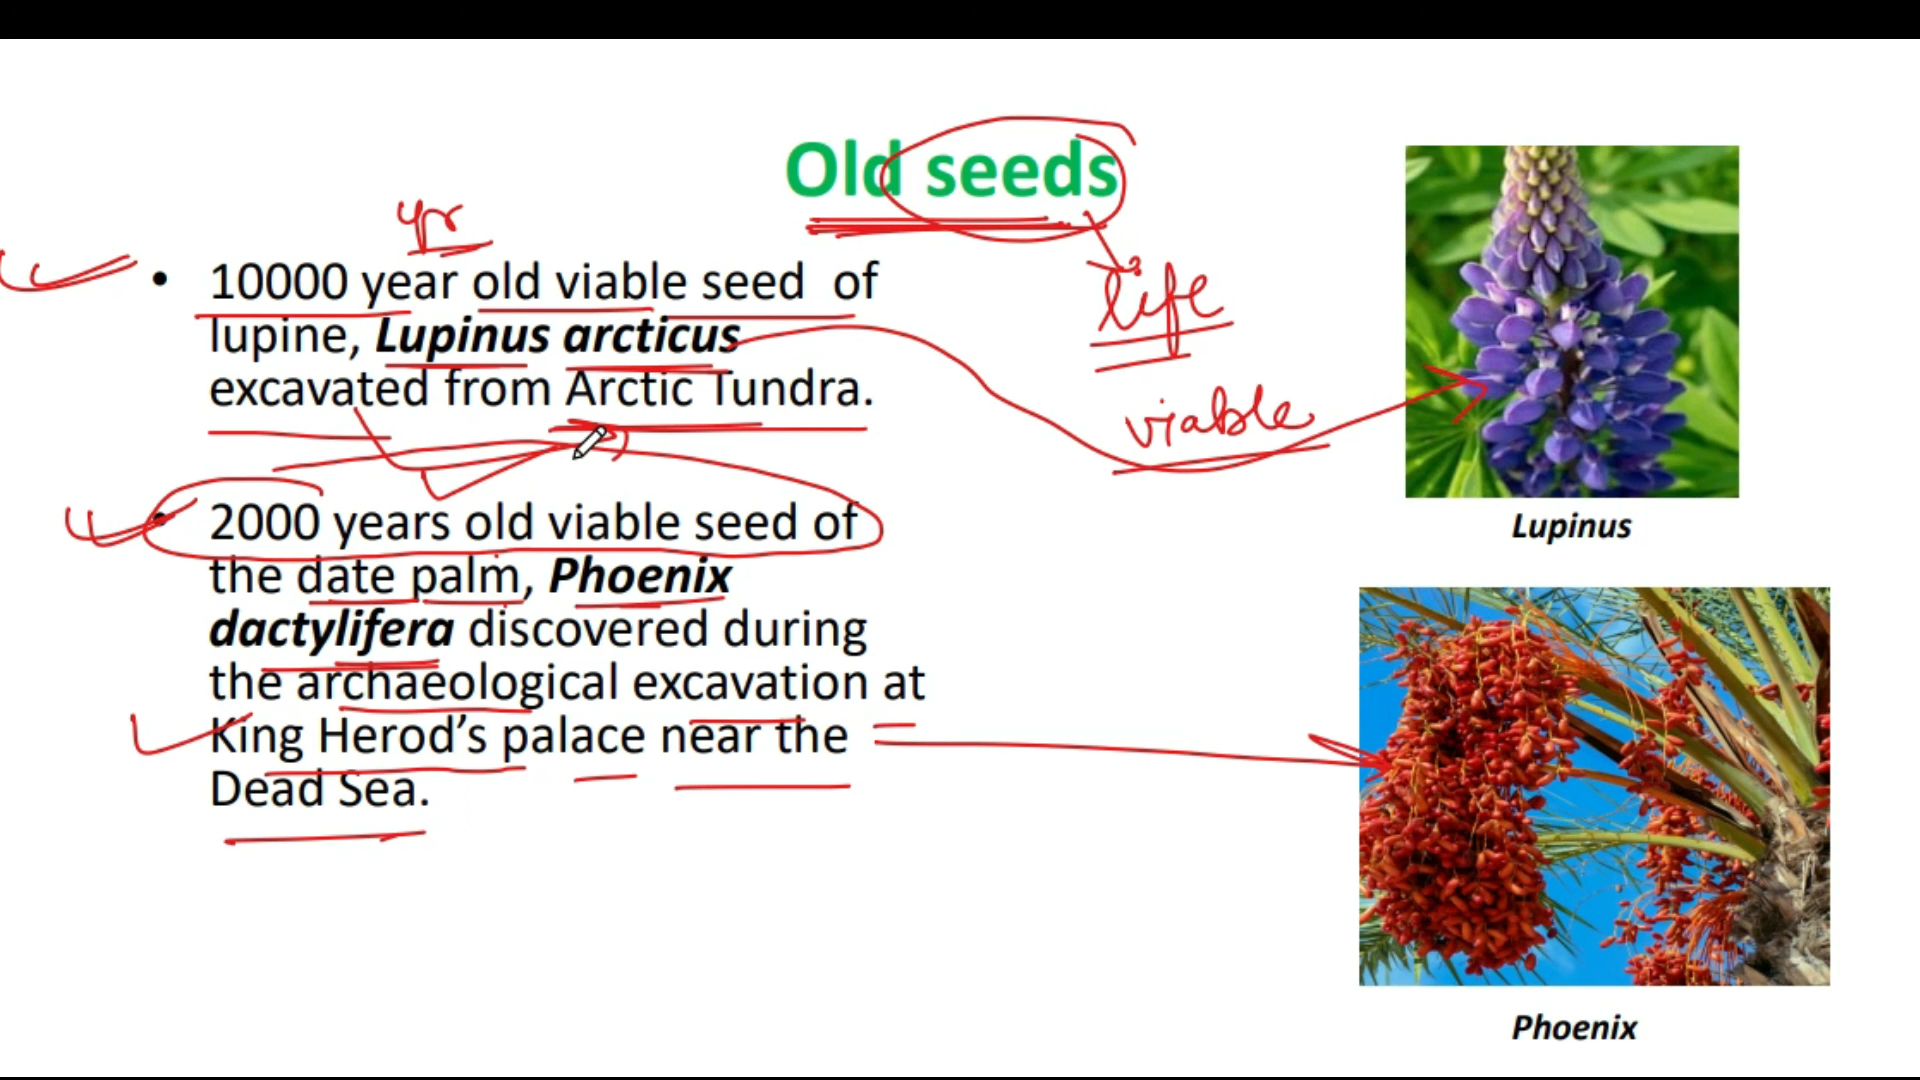 Old seeds
yr
• 10000 year old viable seed of
lupine, Lupinus arcticus
excavated from Arctic Tundra.
life
viable
• 2000 years old viable seed of
the date palm, Phoenix
dactylifera discovered during
the archaeological excavation at
King Herod's palace near the
Dead Sea.
Lupinus
Phoenix